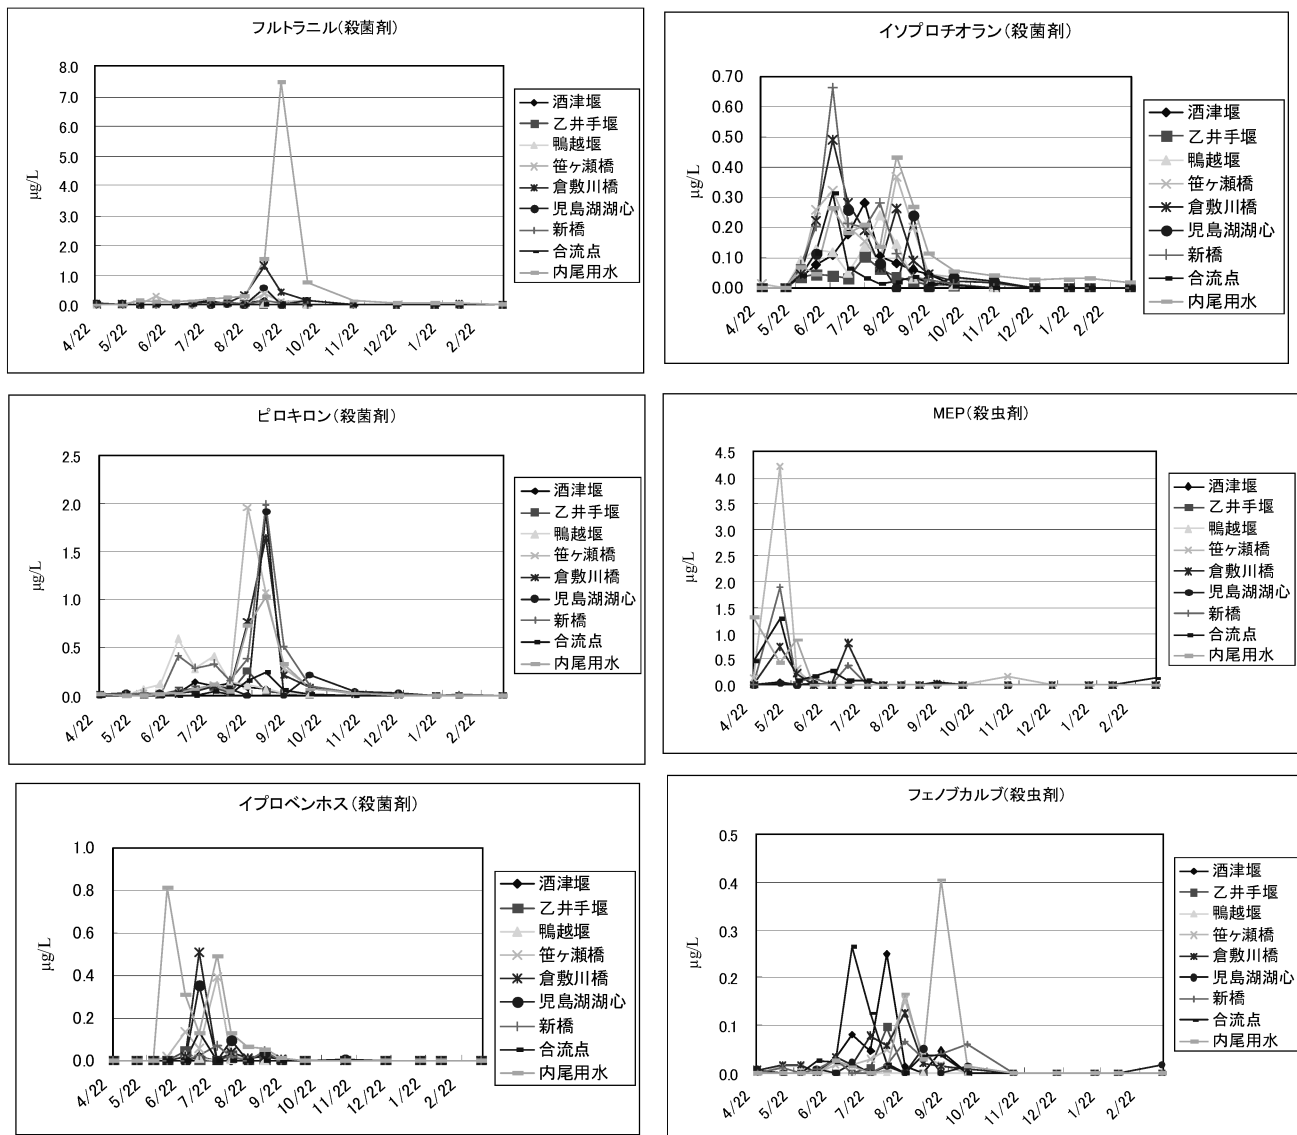 フルトラニル(殺菌剤)
μg/L
8.0
7.0
6.0
5.0
4.0
3.0
2.0
1.0
0.0
4/22 5/22 6/22 7/22 8/22 9/22 10/22 11/22 12/22 1/22 2/22
酒津堰
乙井手堰
鴨越堰
笹ヶ瀬橋
倉敷川橋
児島湖湖心
新橋
合流点
内尾用水
イソプロチオラン(殺菌剤)
μg/L
0.70
0.60
0.50
0.40
0.30
0.20
0.10
0.00
4/22 5/22 6/22 7/22 8/22 9/22 10/22 11/22 12/22 1/22 2/22
酒津堰
乙井手堰
鴨越堰
笹ヶ瀬橋
倉敷川橋
児島湖湖心
新橋
合流点
内尾用水
ピロキロン(殺菌剤)
μg/L
2.5
2.0
1.5
1.0
0.5
0.0
4/22 5/22 6/22 7/22 8/22 9/22 10/22 11/22 12/22 1/22 2/22
酒津堰
乙井手堰
鴨越堰
笹ヶ瀬橋
倉敷川橋
児島湖湖心
新橋
合流点
内尾用水
MEP(殺虫剤)
μg/L
4.5
4.0
3.5
3.0
2.5
2.0
1.5
1.0
0.5
0.0
4/22 5/22 6/22 7/22 8/22 9/22 10/22 11/22 12/22 1/22 2/22
酒津堰
乙井手堰
鴨越堰
笹ヶ瀬橋
倉敷川橋
児島湖湖心
新橋
合流点
内尾用水
イプロベンホス(殺菌剤)
μg/L
1.0
0.8
0.6
0.4
0.2
0.0
4/22 5/22 6/22 7/22 8/22 9/22 10/22 11/22 12/22 1/22 2/22
酒津堰
乙井手堰
鴨越堰
笹ヶ瀬橋
倉敷川橋
児島湖湖心
新橋
合流点
内尾用水
フェノブカルブ(殺虫剤)
μg/L
0.5
0.4
0.3
0.2
0.1
0.0
4/22 5/22 6/22 7/22 8/22 9/22 10/22 11/22 12/22 1/22 2/22
酒津堰
乙井手堰
鴨越堰
笹ヶ瀬橋
倉敷川橋
児島湖湖心
新橋
合流点
内尾用水